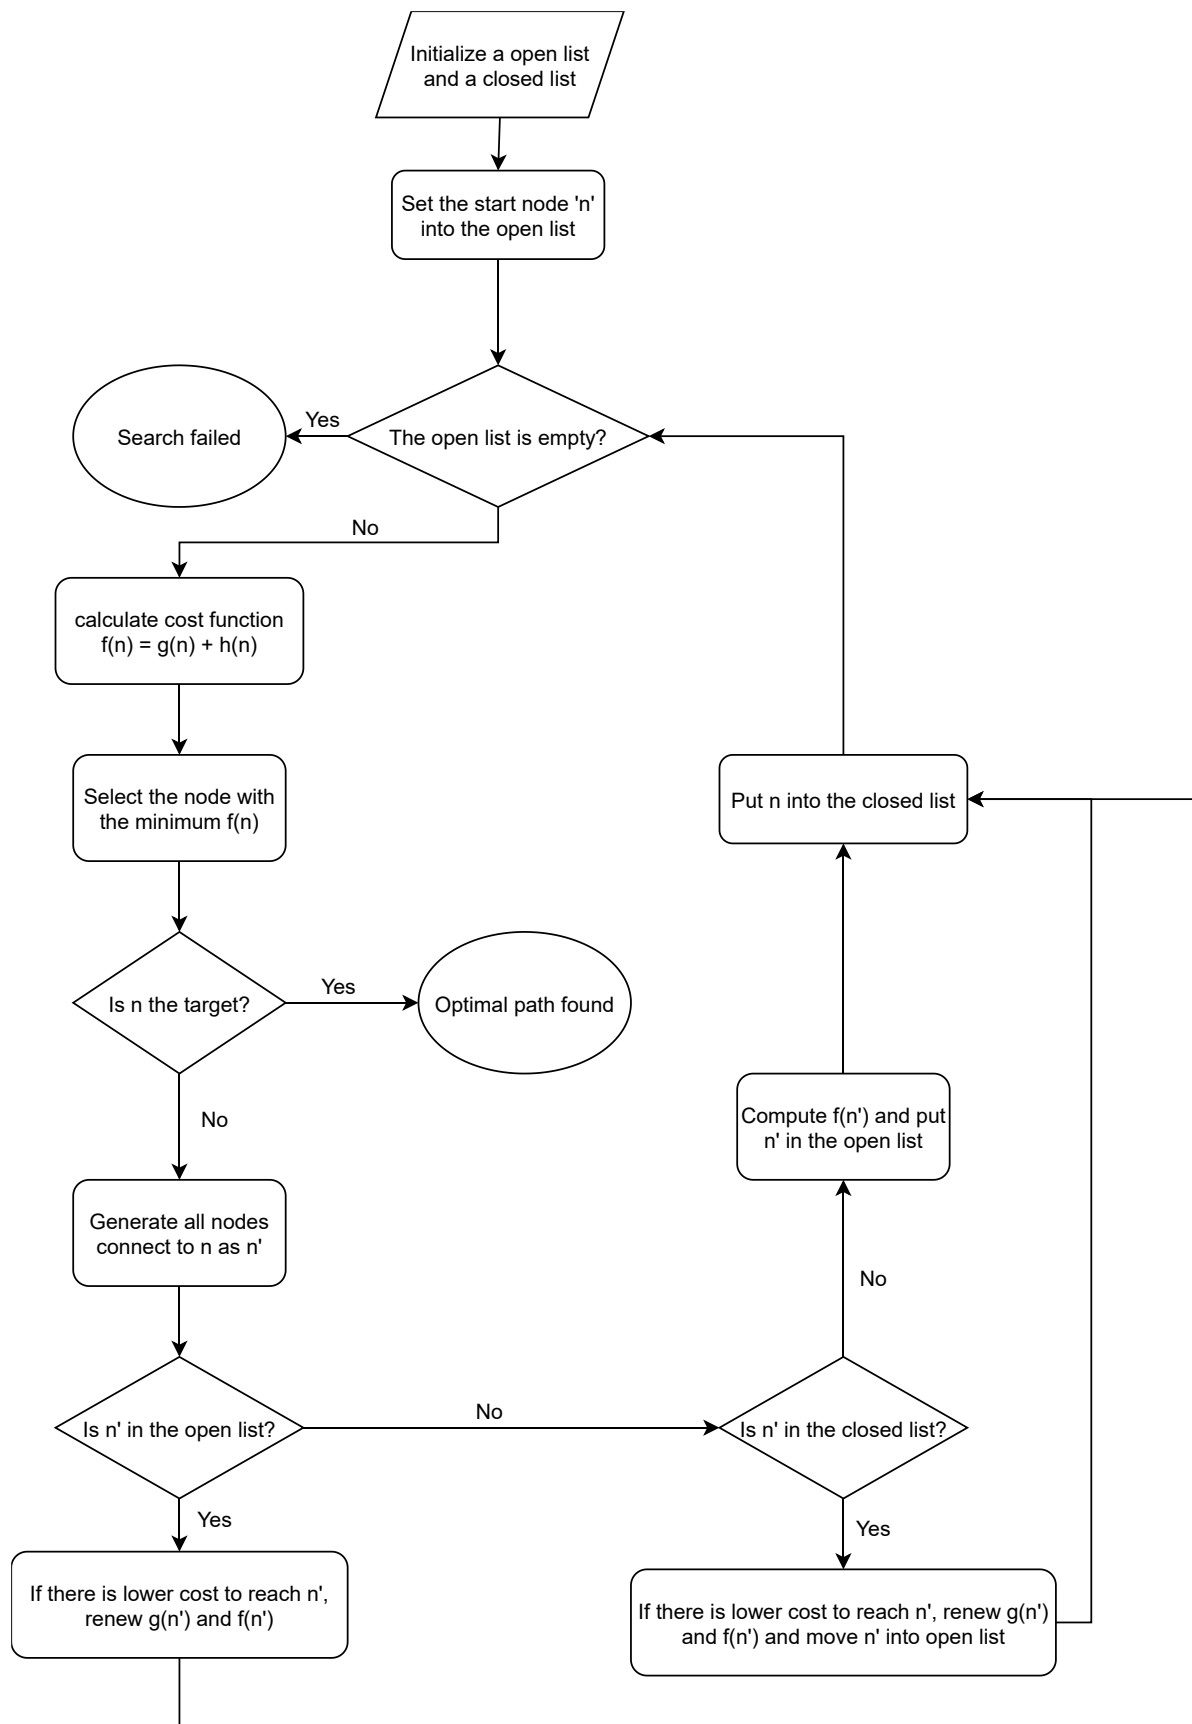 Initialize a open list
and a closed list
Set the start node 'n'
into the open list
The open list is empty?
Yes
Search failed
No
calculate cost function
f(n) = g(n) + h(n)
Select the node with
the minimum f(n)
Is n the target?
Yes
Optimal path found
No
Generate all nodes
connect to n as n'
Is n' in the open list?
Yes
If there is lower cost to reach n',
renew g(n') and f(n')
No
Is n' in the closed list?
Yes
If there is lower cost to reach n', renew g(n')
and f(n') and move n' into open list
No
Compute f(n') and put
n' in the open list
Put n into the closed list